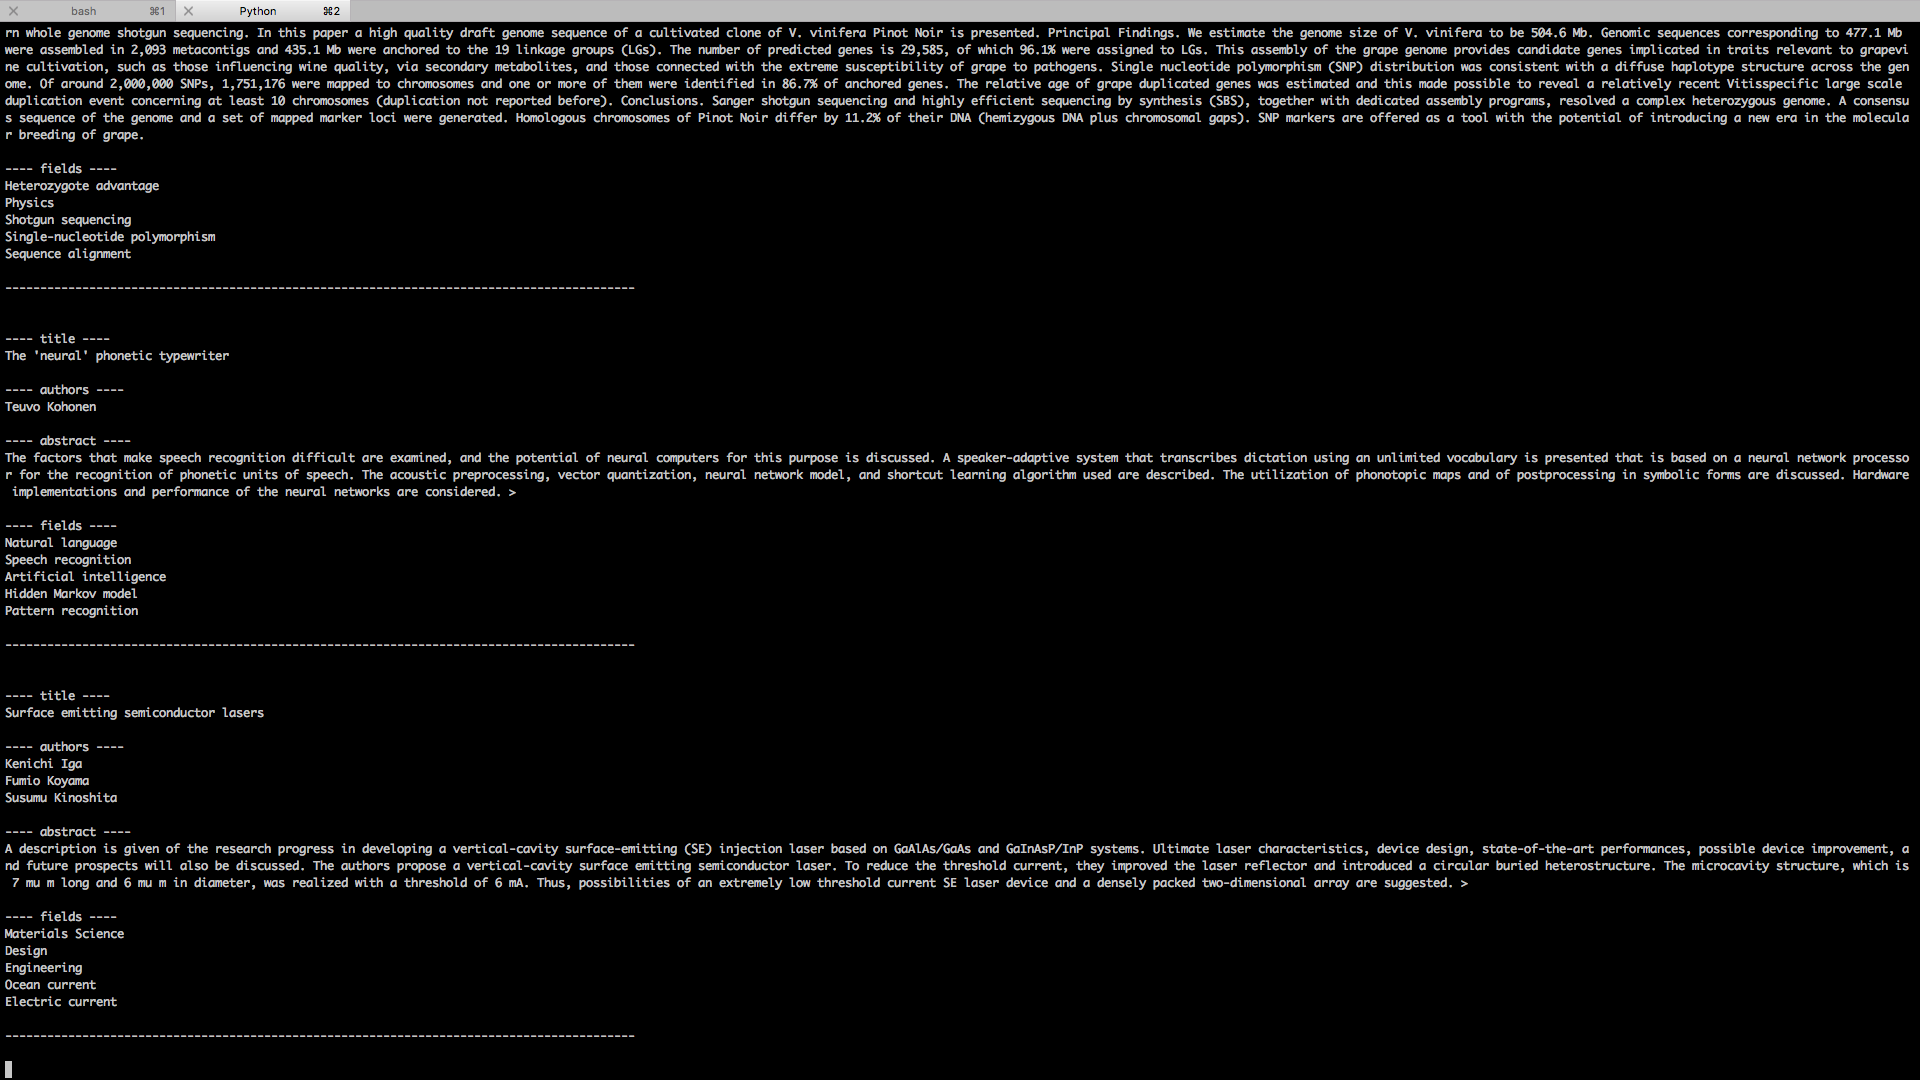 bash ⌘1 Python ⌘2
rn whole genome shotgun sequencing. In this paper a high quality draft genome sequence of a cultivated clone of V. vinifera Pinot Noir is presented. Principal Findings. We estimate the genome size of V. vinifera to be 504.6 Mb. Genomic sequences corresponding to 477.1 Mb
were assembled in 2,093 metacontigs and 435.1 Mb were anchored to the 19 linkage groups (LGs). The number of predicted genes is 29,585, of which 96.1% were assigned to LGs. This assembly of the grape genome provides candidate genes implicated in traits relevant to grapevi
ne cultivation, such as those influencing wine quality, via secondary metabolites, and those connected with the extreme susceptibility of grape to pathogens. Single nucleotide polymorphism (SNP) distribution was consistent with a diffuse haplotype structure across the gen
ome. Of around 2,000,000 SNPs, 1,751,176 were mapped to chromosomes and one or more of them were identified in 86.7% of anchored genes. The relative age of grape duplicated genes was estimated and this made possible to reveal a relatively recent Vitisspecific large scale
duplication event concerning at least 10 chromosomes (duplication not reported before). Conclusions. Sanger shotgun sequencing and highly efficient sequencing by synthesis (SBS), together with dedicated assembly programs, resolved a complex heterozygous genome. A consensu
s sequence of the genome and a set of mapped marker loci were generated. Homologous chromosomes of Pinot Noir differ by 11.2% of their DNA (hemizygous DNA plus chromosomal gaps). SNP markers are offered as a tool with the potential of introducing a new era in the molecula
r breeding of grape.
---- fields ----
Heterozygote advantage
Physics
Shotgun sequencing
Single-nucleotide polymorphism
Sequence alignment
------------------------------------------------------------------------------------------
---- title ----
The 'neural' phonetic typewriter
---- authors ----
Teuvo Kohonen
---- abstract ----
The factors that make speech recognition difficult are examined, and the potential of neural computers for this purpose is discussed. A speaker-adaptive system that transcribes dictation using an unlimited vocabulary is presented that is based on a neural network processo
r for the recognition of phonetic units of speech. The acoustic preprocessing, vector quantization, neural network model, and shortcut learning algorithm used are described. The utilization of phonotopic maps and of postprocessing in symbolic forms are discussed. Hardware
implementations and performance of the neural networks are considered. >
---- fields ----
Natural language
Speech recognition
Artificial intelligence
Hidden Markov model
Pattern recognition
------------------------------------------------------------------------------------------
---- title ----
Surface emitting semiconductor lasers
---- authors ----
Kenichi Iga
Fumio Koyama
Susumu Kinoshita
---- abstract ----
A description is given of the research progress in developing a vertical-cavity surface-emitting (SE) injection laser based on GaAlAs/GaAs and GaInAsP/InP systems. Ultimate laser characteristics, device design, state-of-the-art performances, possible device improvement, a
nd future prospects will also be discussed. The authors propose a vertical-cavity surface emitting semiconductor laser. To reduce the threshold current, they improved the laser reflector and introduced a circular buried heterostructure. The microcavity structure, which is
7 mu m long and 6 mu m in diameter, was realized with a threshold of 6 mA. Thus, possibilities of an extremely low threshold current SE laser device and a densely packed two-dimensional array are suggested. >
---- fields ----
Materials Science
Design
Engineering
Ocean current
Electric current
------------------------------------------------------------------------------------------